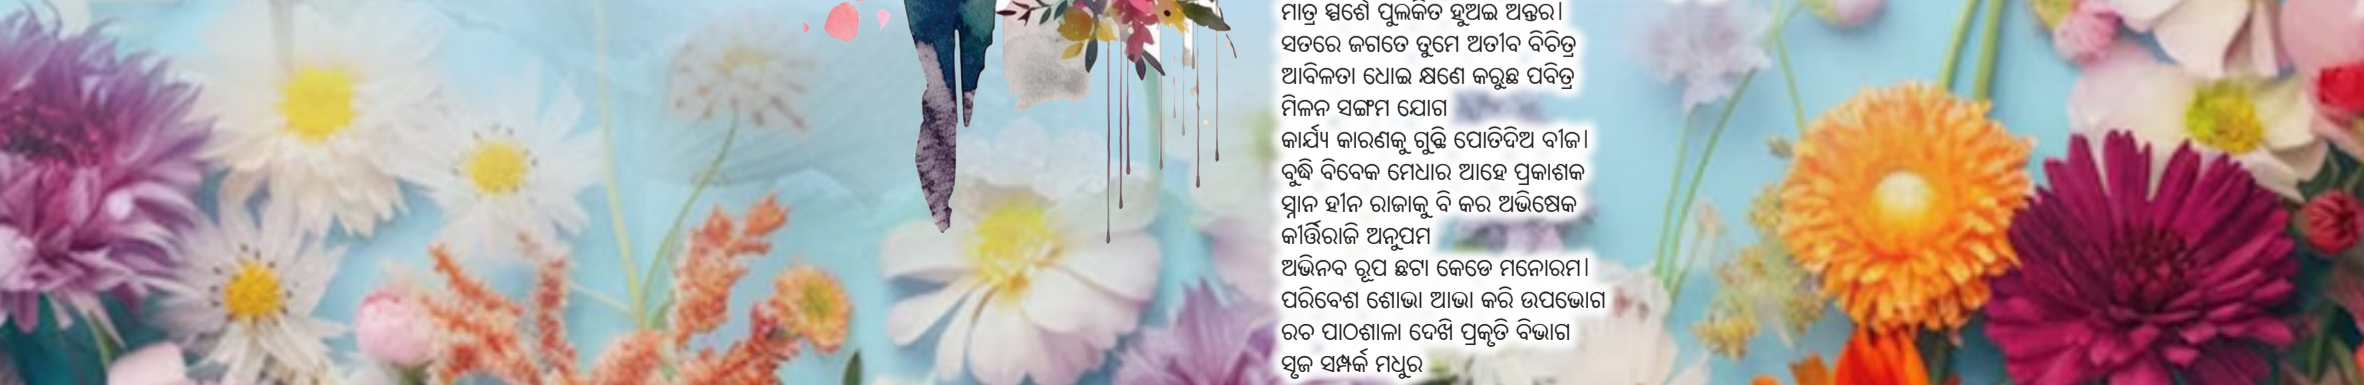 ମାତ୍ର ସ୍ପର୍ଶେ ପୁଲକିତ ହୁଅଇ ଅନ୍ତର।
ସତରେ ଜଗତେ ତୁମେ ଅତୀବ ବିଚିତ୍ର
ଆବିଳତା ଧୋଇ କ୍ଷଣେ କରୁଛ ପବିତ୍ର
ମିଳନ ସଙ୍ଗମ ଯୋଗ
କାର୍ଯ୍ୟ କାରଣକୁ ଗୁନ୍ଥି ପୋତିଦିଅ ବୀଜ।
ବୁଦ୍ଧି ବିବେକ ମେଧାର ଆହେ ପ୍ରକାଶକ
ସ୍ନାନ ହୀନ ରାଜାକୁ ବି କର ଅଭିଷେକ
କୀର୍ତ୍ତିରାଜି ଅନୁପମ
ଅଭିନବ ରୂପ ଛଟା କେଡେ ମନୋରମ।
ପରିବେଶ ଶୋଭା ଆଭା କରି ଉପଭୋଗ
ରଚ ପାଠଶାଳା ଦେଖି ପ୍ରକୃତି ବିଭାଗ
ସୃଜ ସମ୍ପର୍କ ମଧୁର